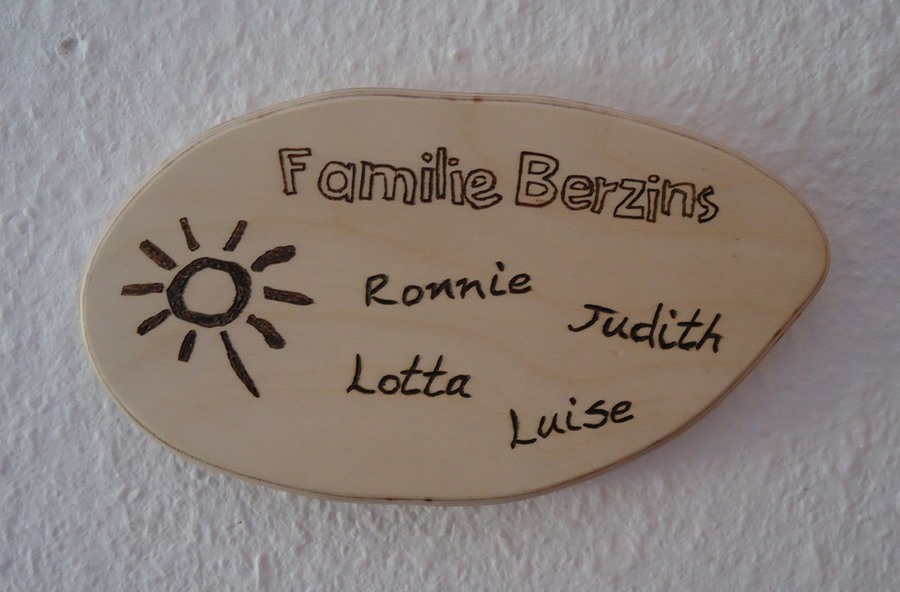 Familie Berzins
Ronnie
Judith
Lotta
Luise